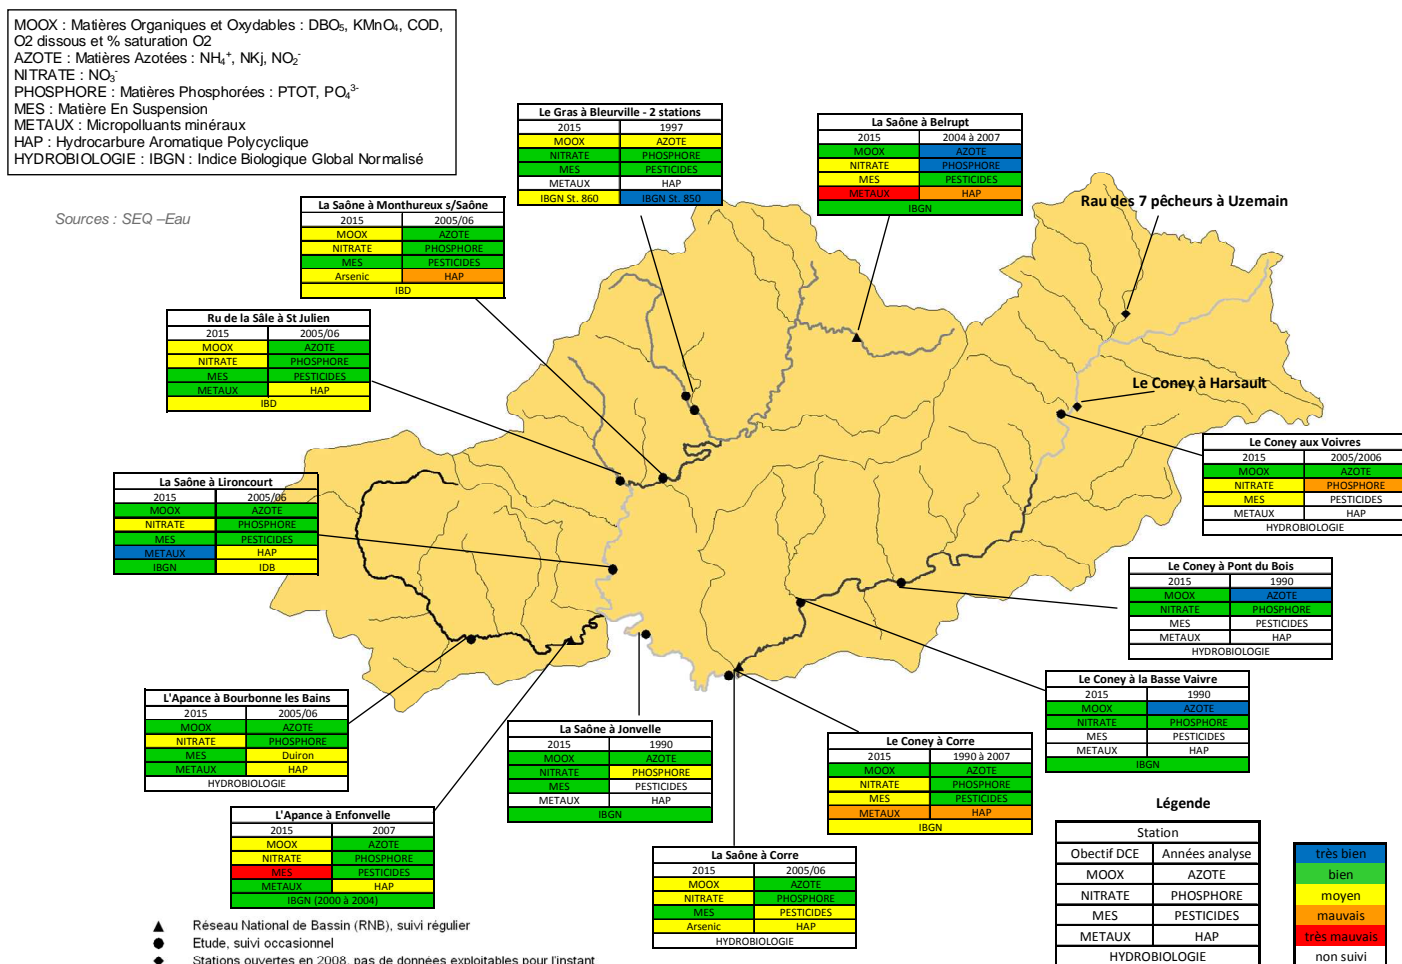 MOOX : Matières Organiques et Oxydables : DBO₅, KMnO₄, COD,
O2 dissous et % saturation O2
AZOTE : Matières Azotées : NH₄⁺, NKj, NO₂⁻
NITRATE : NO₃⁻
PHOSPHORE : Matières Phosphorées : PTOT, PO₄³⁻
MES : Matière En Suspension
METAUX : Micropolluants minéraux
HAP : Hydrocarbure Aromatique Polycyclique
HYDROBIOLOGIE : IBGN : Indice Biologique Global Normalisé
Sources : SEQ –Eau
Le Gras à Bleurville - 2 stations
2015 1997
MOOX AZOTE
NITRATE PHOSPHORE
MES PESTICIDES
METAUX HAP
IBGN St. 860 IBGN St. 850
La Saône à Belrupt
2015 2004 à 2007
MOOX AZOTE
NITRATE PHOSPHORE
MES PESTICIDES
METAUX HAP
IBGN
La Saône à Monthureux s/Saône
2015 2005/06
MOOX AZOTE
NITRATE PHOSPHORE
MES PESTICIDES
Arsenic HAP
IBD
Rau des 7 pêcheurs à Uzemain
Ru de la Sâle à St Julien
2015 2005/06
MOOX AZOTE
NITRATE PHOSPHORE
MES PESTICIDES
METAUX HAP
IBD
Le Coney à Harsault
Le Coney aux Voivres
2015 2005/2006
MOOX AZOTE
NITRATE PHOSPHORE
MES PESTICIDES
METAUX HAP
HYDROBIOLOGIE
La Saône à Lironcourt
2015 2005/06
MOOX AZOTE
NITRATE PHOSPHORE
MES PESTICIDES
METAUX HAP
IBGN IDB
Le Coney à Pont du Bois
2015 1990
MOOX AZOTE
NITRATE PHOSPHORE
MES PESTICIDES
METAUX HAP
HYDROBIOLOGIE
Le Coney à la Basse Vaivre
2015 1990
MOOX AZOTE
NITRATE PHOSPHORE
MES PESTICIDES
METAUX HAP
IBGN
L'Apance à Bourbonne les Bains
2015 2005/06
MOOX AZOTE
NITRATE PHOSPHORE
MES Duiron
METAUX HAP
HYDROBIOLOGIE
La Saône à Jonvelle
2015 1990
MOOX AZOTE
NITRATE PHOSPHORE
MES PESTICIDES
METAUX HAP
IBGN
Le Coney à Corre
2015 1990 à 2007
MOOX AZOTE
NITRATE PHOSPHORE
MES PESTICIDES
METAUX HAP
IBGN
L'Apance à Enfonvelle
2015 2007
MOOX AZOTE
NITRATE PHOSPHORE
MES PESTICIDES
METAUX HAP
IBGN (2000 à 2004)
La Saône à Corre
2015 2005/06
MOOX AZOTE
NITRATE PHOSPHORE
MES PESTICIDES
Arsenic HAP
HYDROBIOLOGIE
Légende
Station
Obectif DCE Années analyse
MOOX AZOTE
NITRATE PHOSPHORE
MES PESTICIDES
METAUX HAP
HYDROBIOLOGIE
très bien
bien
moyen
mauvais
très mauvais
non suivi
Réseau National de Bassin (RNB), suivi régulier
Etude, suivi occasionnel
Stations ouvertes en 2008, pas de données exploitables pour l'instant